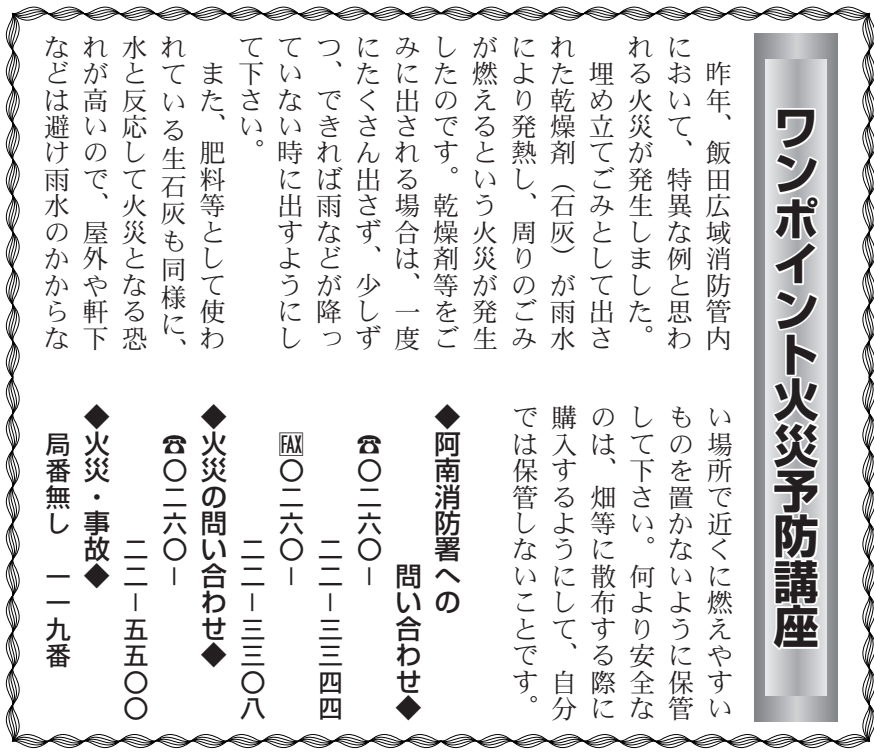 ワンポイント火災予防講座
昨年、飯田広域消防管内
において、特異な例と思わ
れる火災が発生しました。
埋め立てごみとして出さ
れた乾燥剤（石灰）が雨水
により発熱し、周りのごみ
が燃えるという火災が発生
したのです。乾燥剤等をご
みに出される場合は、一度
にたくさん出さず、少しず
つ、できれば雨などが降っ
ていない時に出すようにし
て下さい。
また、肥料等として使わ
れている生石灰も同様に、
水と反応して火災となる恐
れが高いので、屋外や軒下
などは避け雨水のかからな
い場所で近くに燃えやすい
ものを置かないように保管
して下さい。何より安全な
のは、畑等に散布する際に
購入するようにして、自分
では保管しないことです。
◆阿南消防署への
問い合わせ◆
☎〇二六〇－
二二－三三四四
FAX〇二六〇－
二二－三三〇八
◆火災の問い合わせ◆
☎〇二六〇－
二二－五五〇〇
◆火災・事故◆
局番無し　一一九番